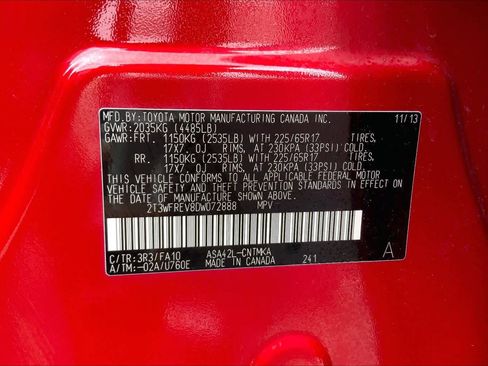 MFD.BY:TOYOTA MOTOR MANUFACTURING CANADA INC. 11/13
GVWR:2035KG (4485LB)
GAWR:FRT. 1150KG (2535LB) WITH 225/65R17 TIRES.
17X7. 0J RIMS. AT 230KPA (33PSI) COLD.
RR. 1150KG (2535LB) WITH 225/65R17 TIRES.
17X7. 0J RIMS. AT 230KPA (33PSI) COLD.
THIS VEHICLE CONFORMS TO ALL APPLICABLE FEDERAL MOTOR
VEHICLE SAFETY AND THEFT PREVENTION STANDARDS IN EFFECT ON
THE DATE OF MANUFACTURE SHOWN ABOVE.
2T3WFREV8DW072888 MPV
C/TR:3R3/FA10 ASA42L-CNTMKA A
A/TM:-02A/U760E MADE IN CANADA 241